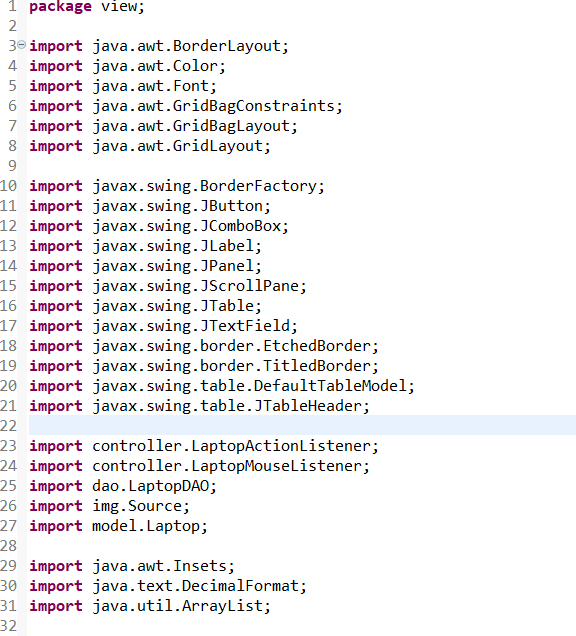 1 package view;
2
3 import java.awt.BorderLayout;
4 import java.awt.Color;
5 import java.awt.Font;
6 import java.awt.GridBagConstraints;
7 import java.awt.GridBagLayout;
8 import java.awt.GridLayout;
9
10 import javax.swing.BorderFactory;
11 import javax.swing.JButton;
12 import javax.swing.JComboBox;
13 import javax.swing.JLabel;
14 import javax.swing.JPanel;
15 import javax.swing.JScrollPane;
16 import javax.swing.JTable;
17 import javax.swing.JTextField;
18 import javax.swing.border.EtchedBorder;
19 import javax.swing.border.TitledBorder;
20 import javax.swing.table.DefaultTableModel;
21 import javax.swing.table.JTableHeader;
22
23 import controller.LaptopActionListener;
24 import controller.LaptopMouseListener;
25 import dao.LaptopDAO;
26 import img.Source;
27 import model.Laptop;
28
29 import java.awt.Insets;
30 import java.text.DecimalFormat;
31 import java.util.ArrayList;
32